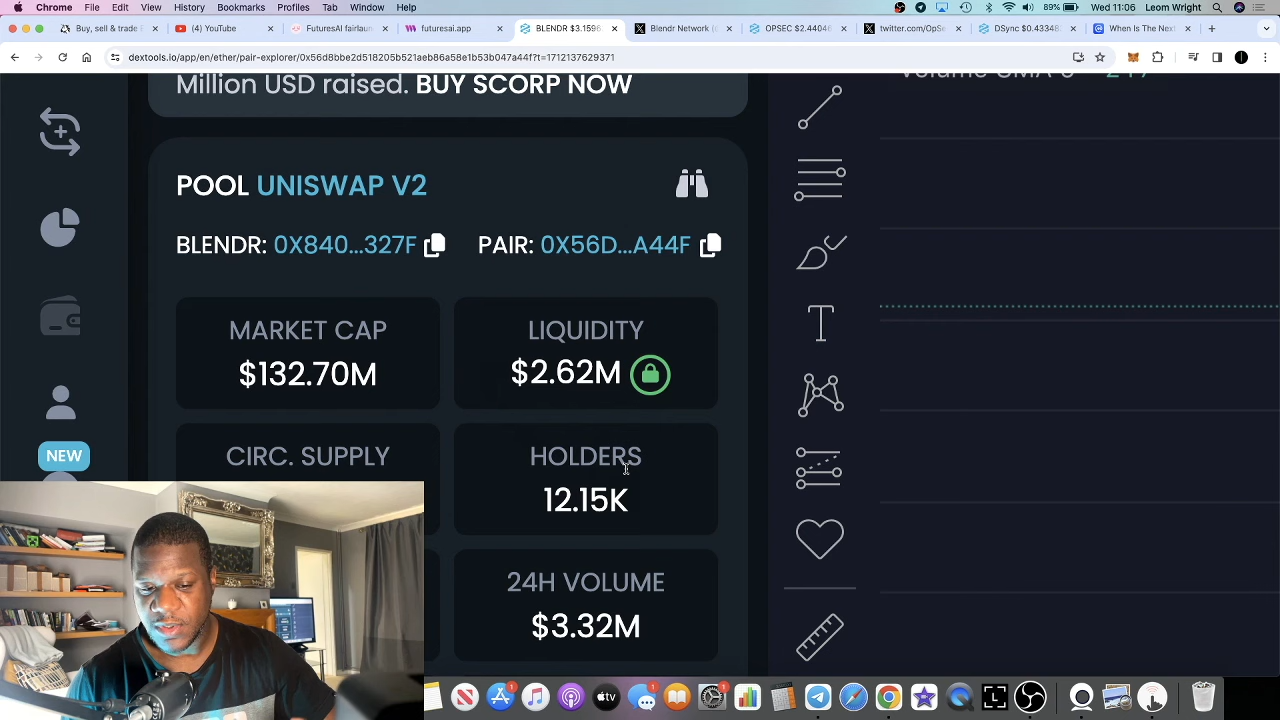 Chrome File Edit View History Bookmarks Profiles Tab Window Help 89% Win 11:06 Leom Wright
Buy, sell & trade (4) YouTube FuturesAI fairlaun futuresai.app BLENDR $3.1596 Blendr Network ( OPSEC $2.44046 twitter.com/OpSe DSync $0.43348 When Is The Next
dextools.io/app/en/ether/pair-explorer/0x56d8bbe2d518205b521aeb86a58e1b53b047a44f?t=1712137629371
Million USD raised. BUY SCORP NOW
POOL UNISWAP V2
BLENDR: 0X840...327F PAIR: 0X56D...A44F
MARKET CAP LIQUIDITY
$132.70M $2.62M
NEW CIRC. SUPPLY HOLDERS
12.15K
24H VOLUME
$3.32M